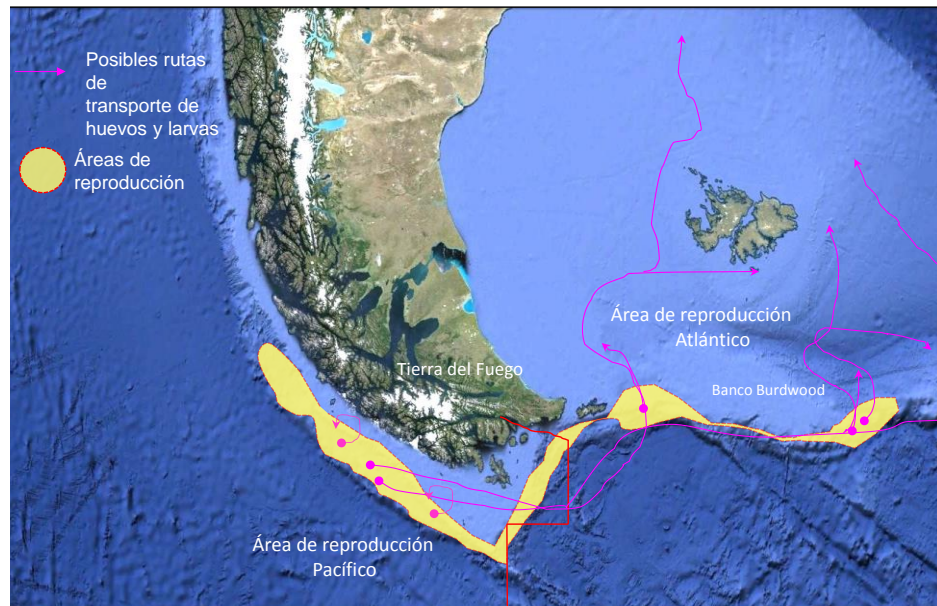 Posibles rutas
de
transporte de
huevos y larvas
Áreas de
reproducción
Área de reproducción
Atlántico
Tierra del Fuego
Banco Burdwood
Área de reproducción
Pacífico